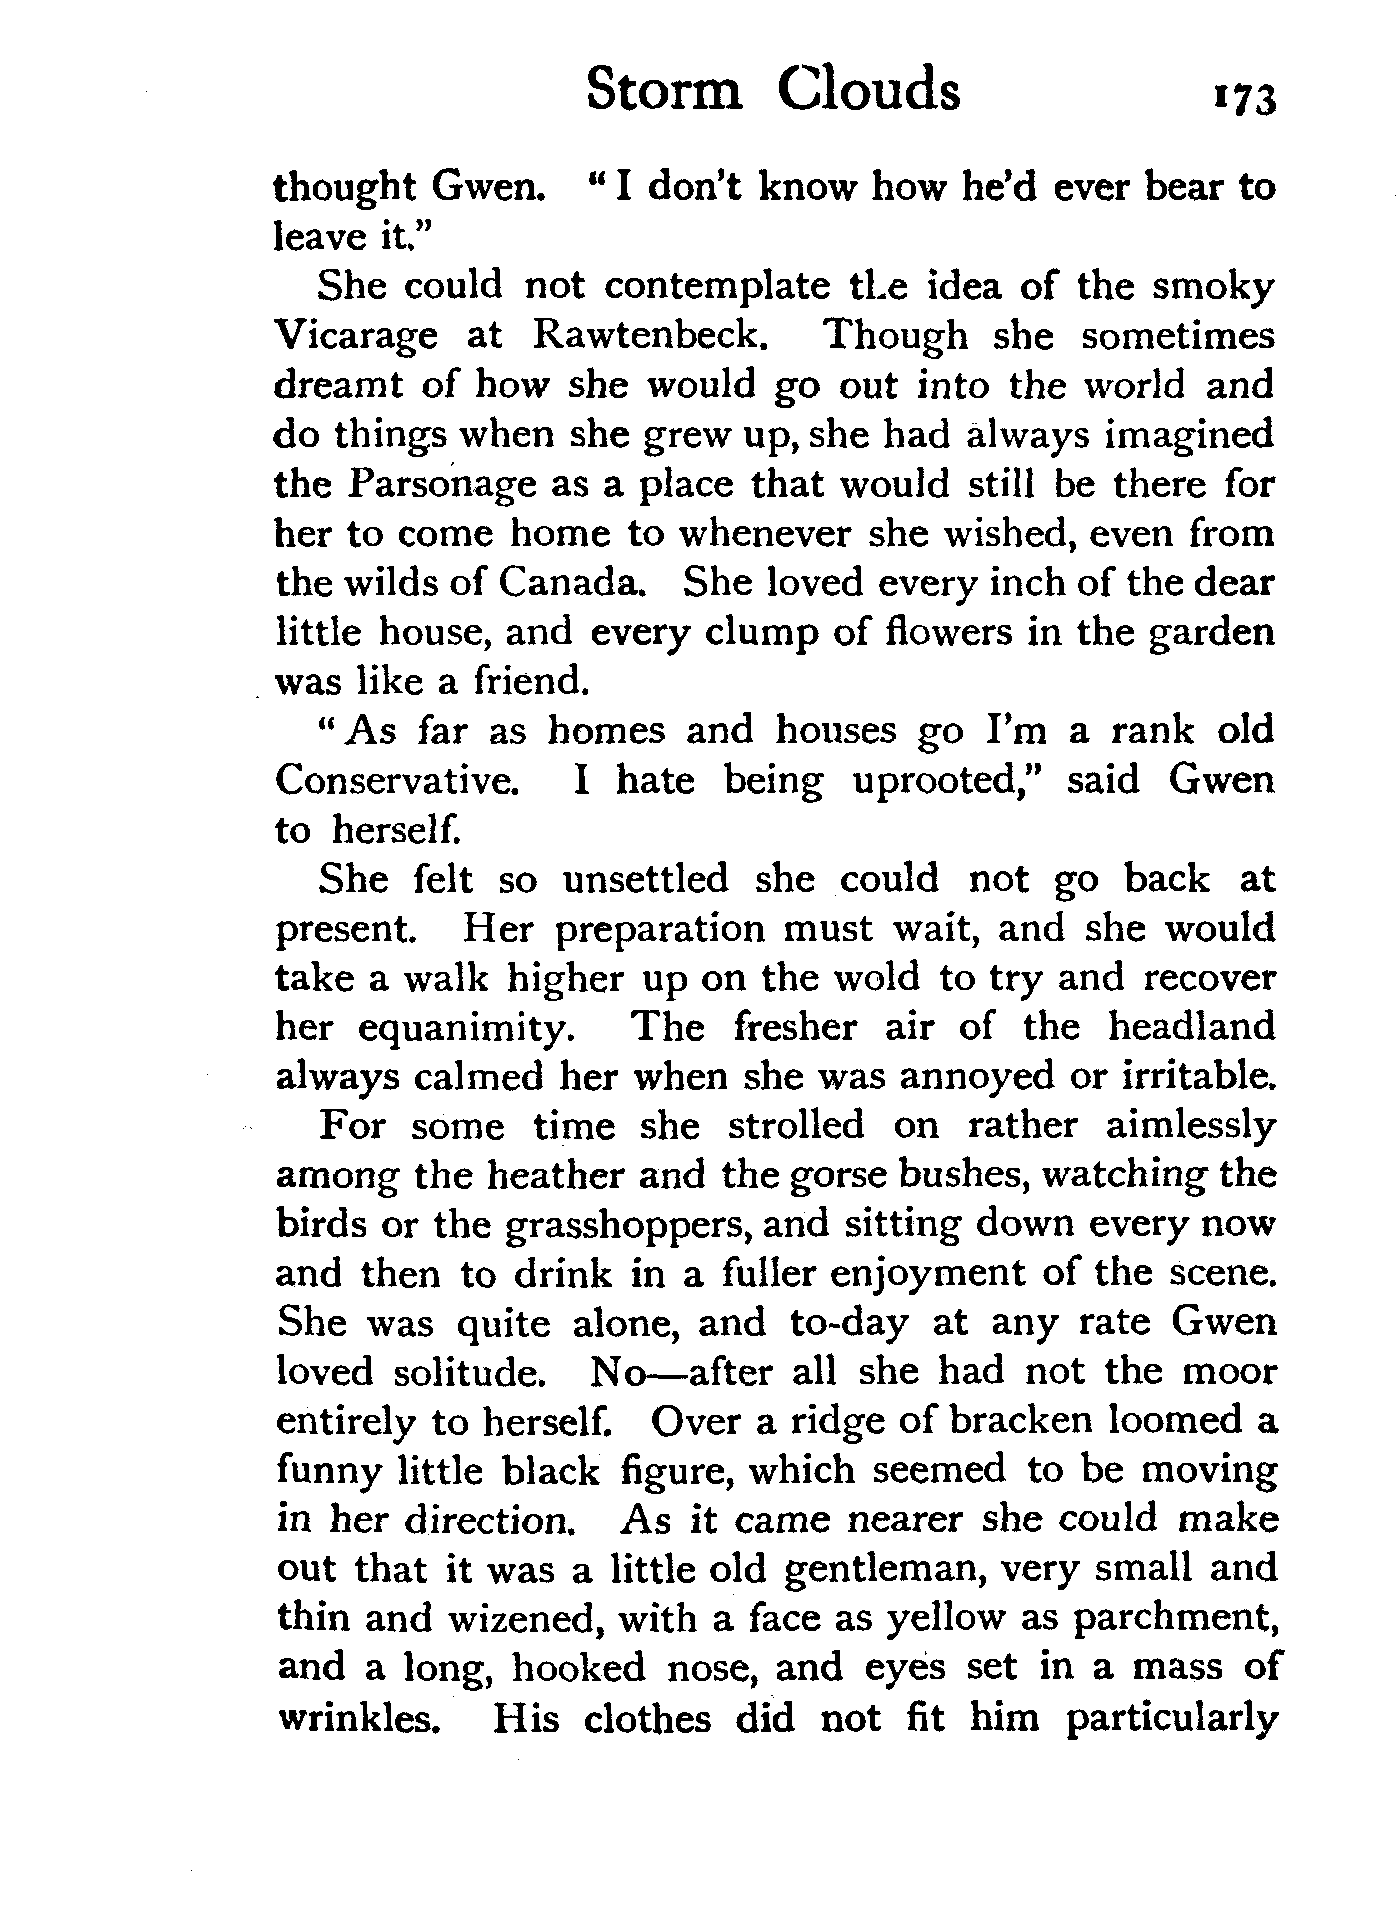 Storm Clouds 173
thought Gwen. “I don't know how he'd ever bear to
leave it.”
She could not contemplate the idea of the smoky
Vicarage at Rawtenbeck. Though she sometimes
dreamt of how she would go out into the world and
do things when she grew up, she had always imagined
the Parsonage as a place that would still be there for
her to come home to whenever she wished, even from
the wilds of Canada. She loved every inch of the dear
little house, and every clump of flowers in the garden
was like a friend.
“As far as homes and houses go I'm a rank old
Conservative. I hate being uprooted,” said Gwen
to herself.
She felt so unsettled she could not go back at
present. Her preparation must wait, and she would
take a walk higher up on the wold to try and recover
her equanimity. The fresher air of the headland
always calmed her when she was annoyed or irritable.
For some time she strolled on rather aimlessly
among the heather and the gorse bushes, watching the
birds or the grasshoppers, and sitting down every now
and then to drink in a fuller enjoyment of the scene.
She was quite alone, and to-day at any rate Gwen
loved solitude. No—after all she had not the moor
entirely to herself. Over a ridge of bracken loomed a
funny little black figure, which seemed to be moving
in her direction. As it came nearer she could make
out that it was a little old gentleman, very small and
thin and wizened, with a face as yellow as parchment,
and a long, hooked nose, and eyes set in a mass of
wrinkles. His clothes did not fit him particularly